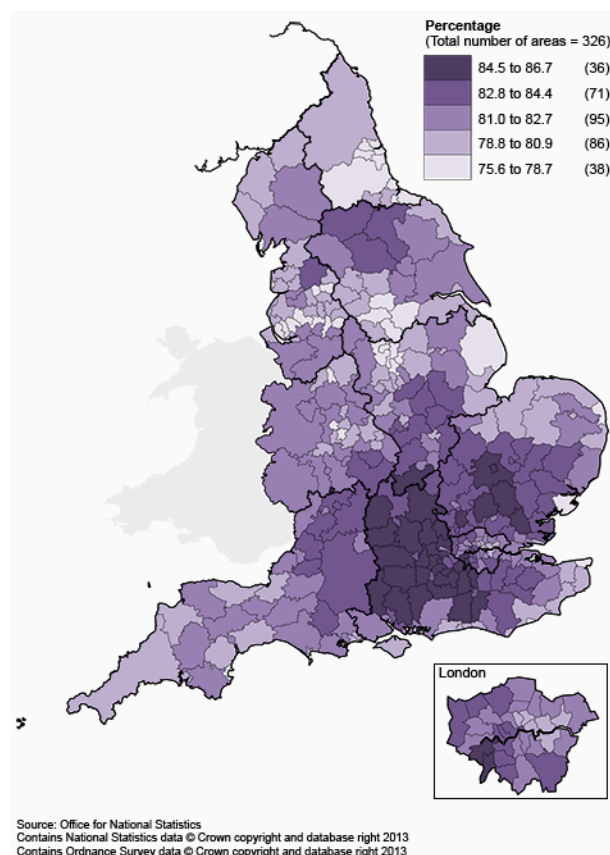 Percentage
(Total number of areas = 326)
84.5 to 86.7 (36)
82.8 to 84.4 (71)
81.0 to 82.7 (95)
78.8 to 80.9 (86)
75.6 to 78.7 (38)
London
Source: Office for National Statistics
Contains National Statistics data © Crown copyright and database right 2013
Contains Ordnance Survey data © Crown copyright and database right 2013